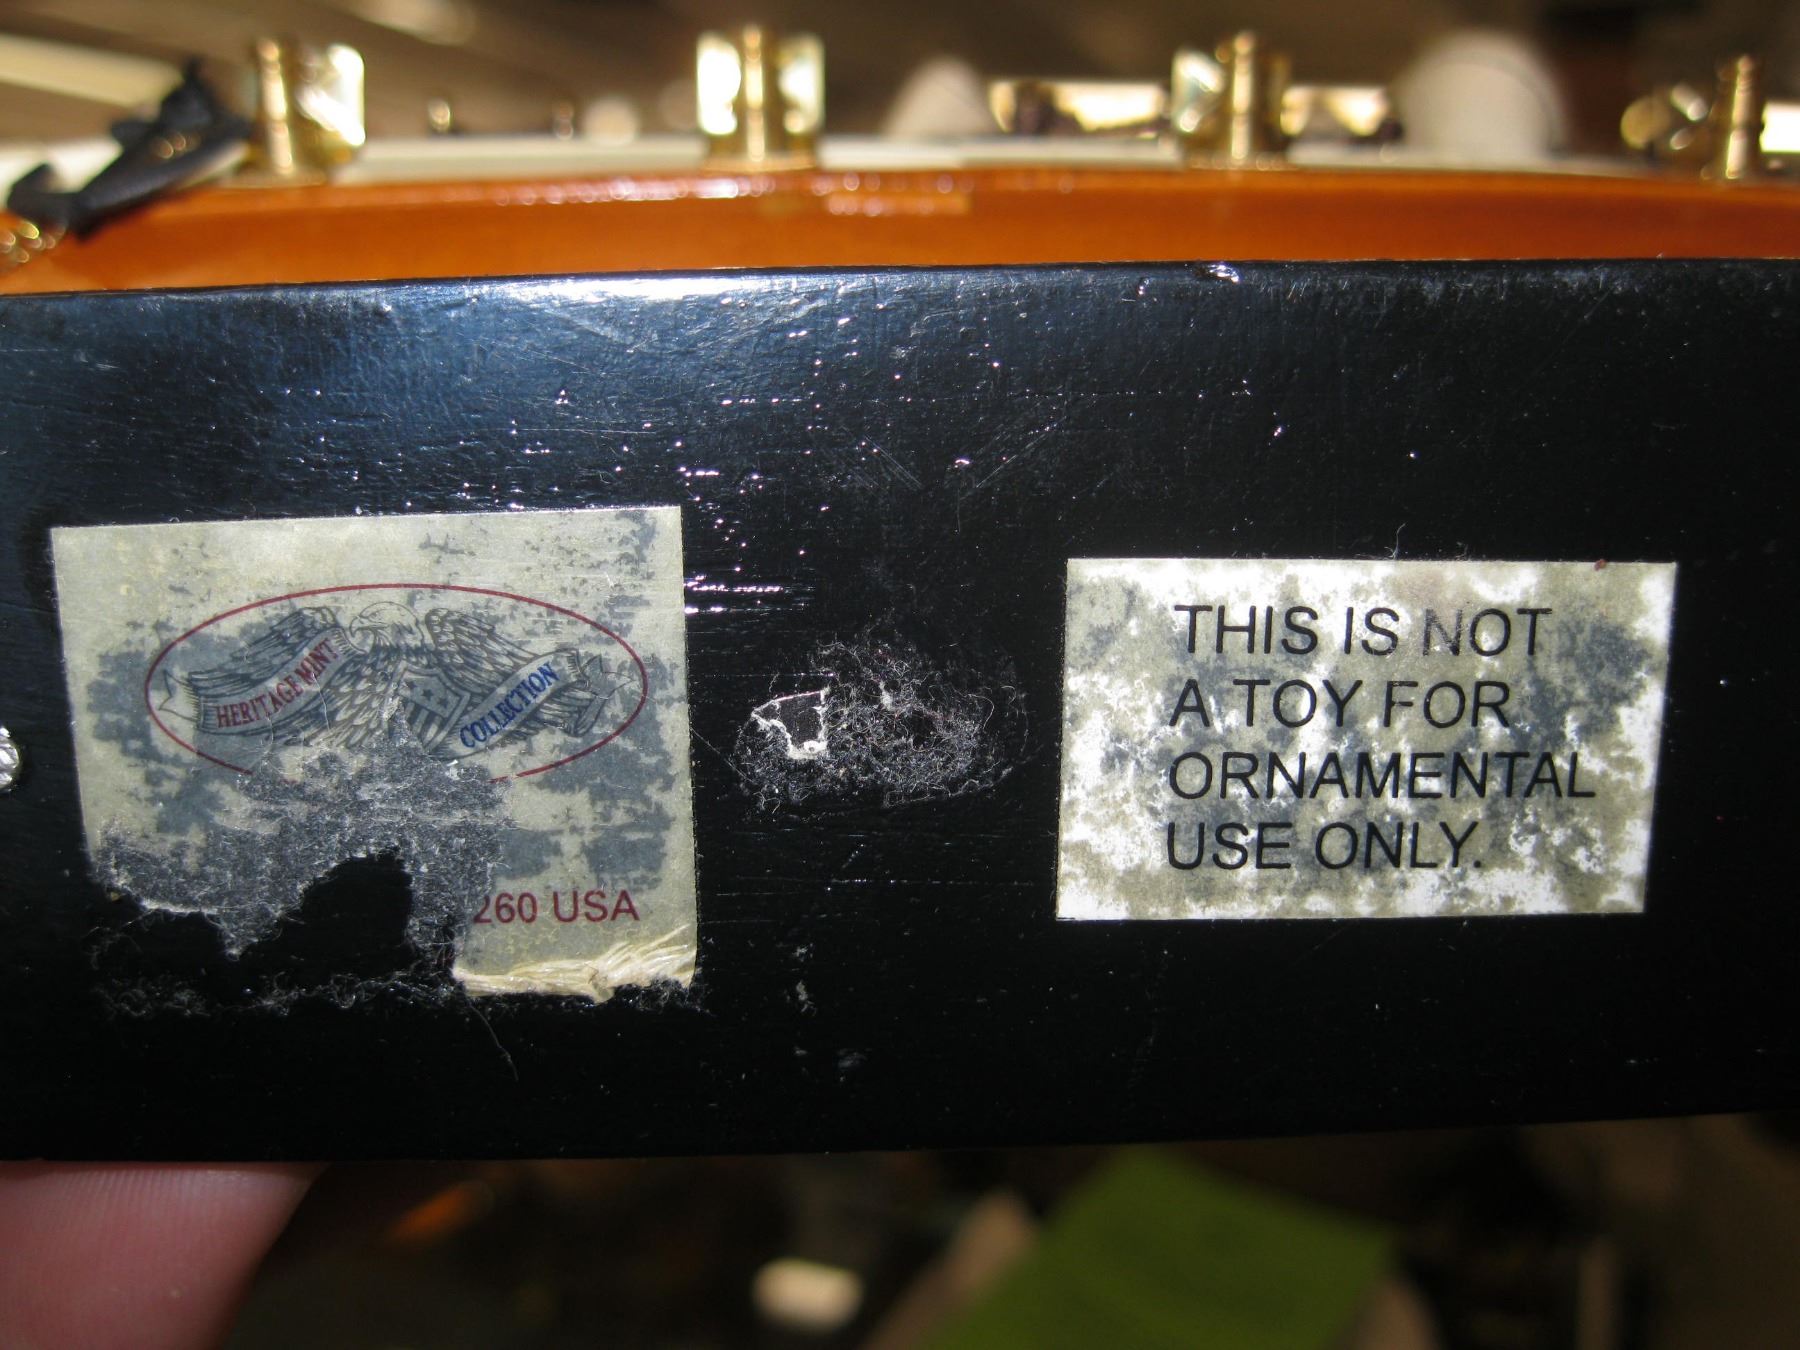 HERITAGE MINT
COLLECTION
260 USA
THIS IS NOT
A TOY FOR
ORNAMENTAL
USE ONLY.